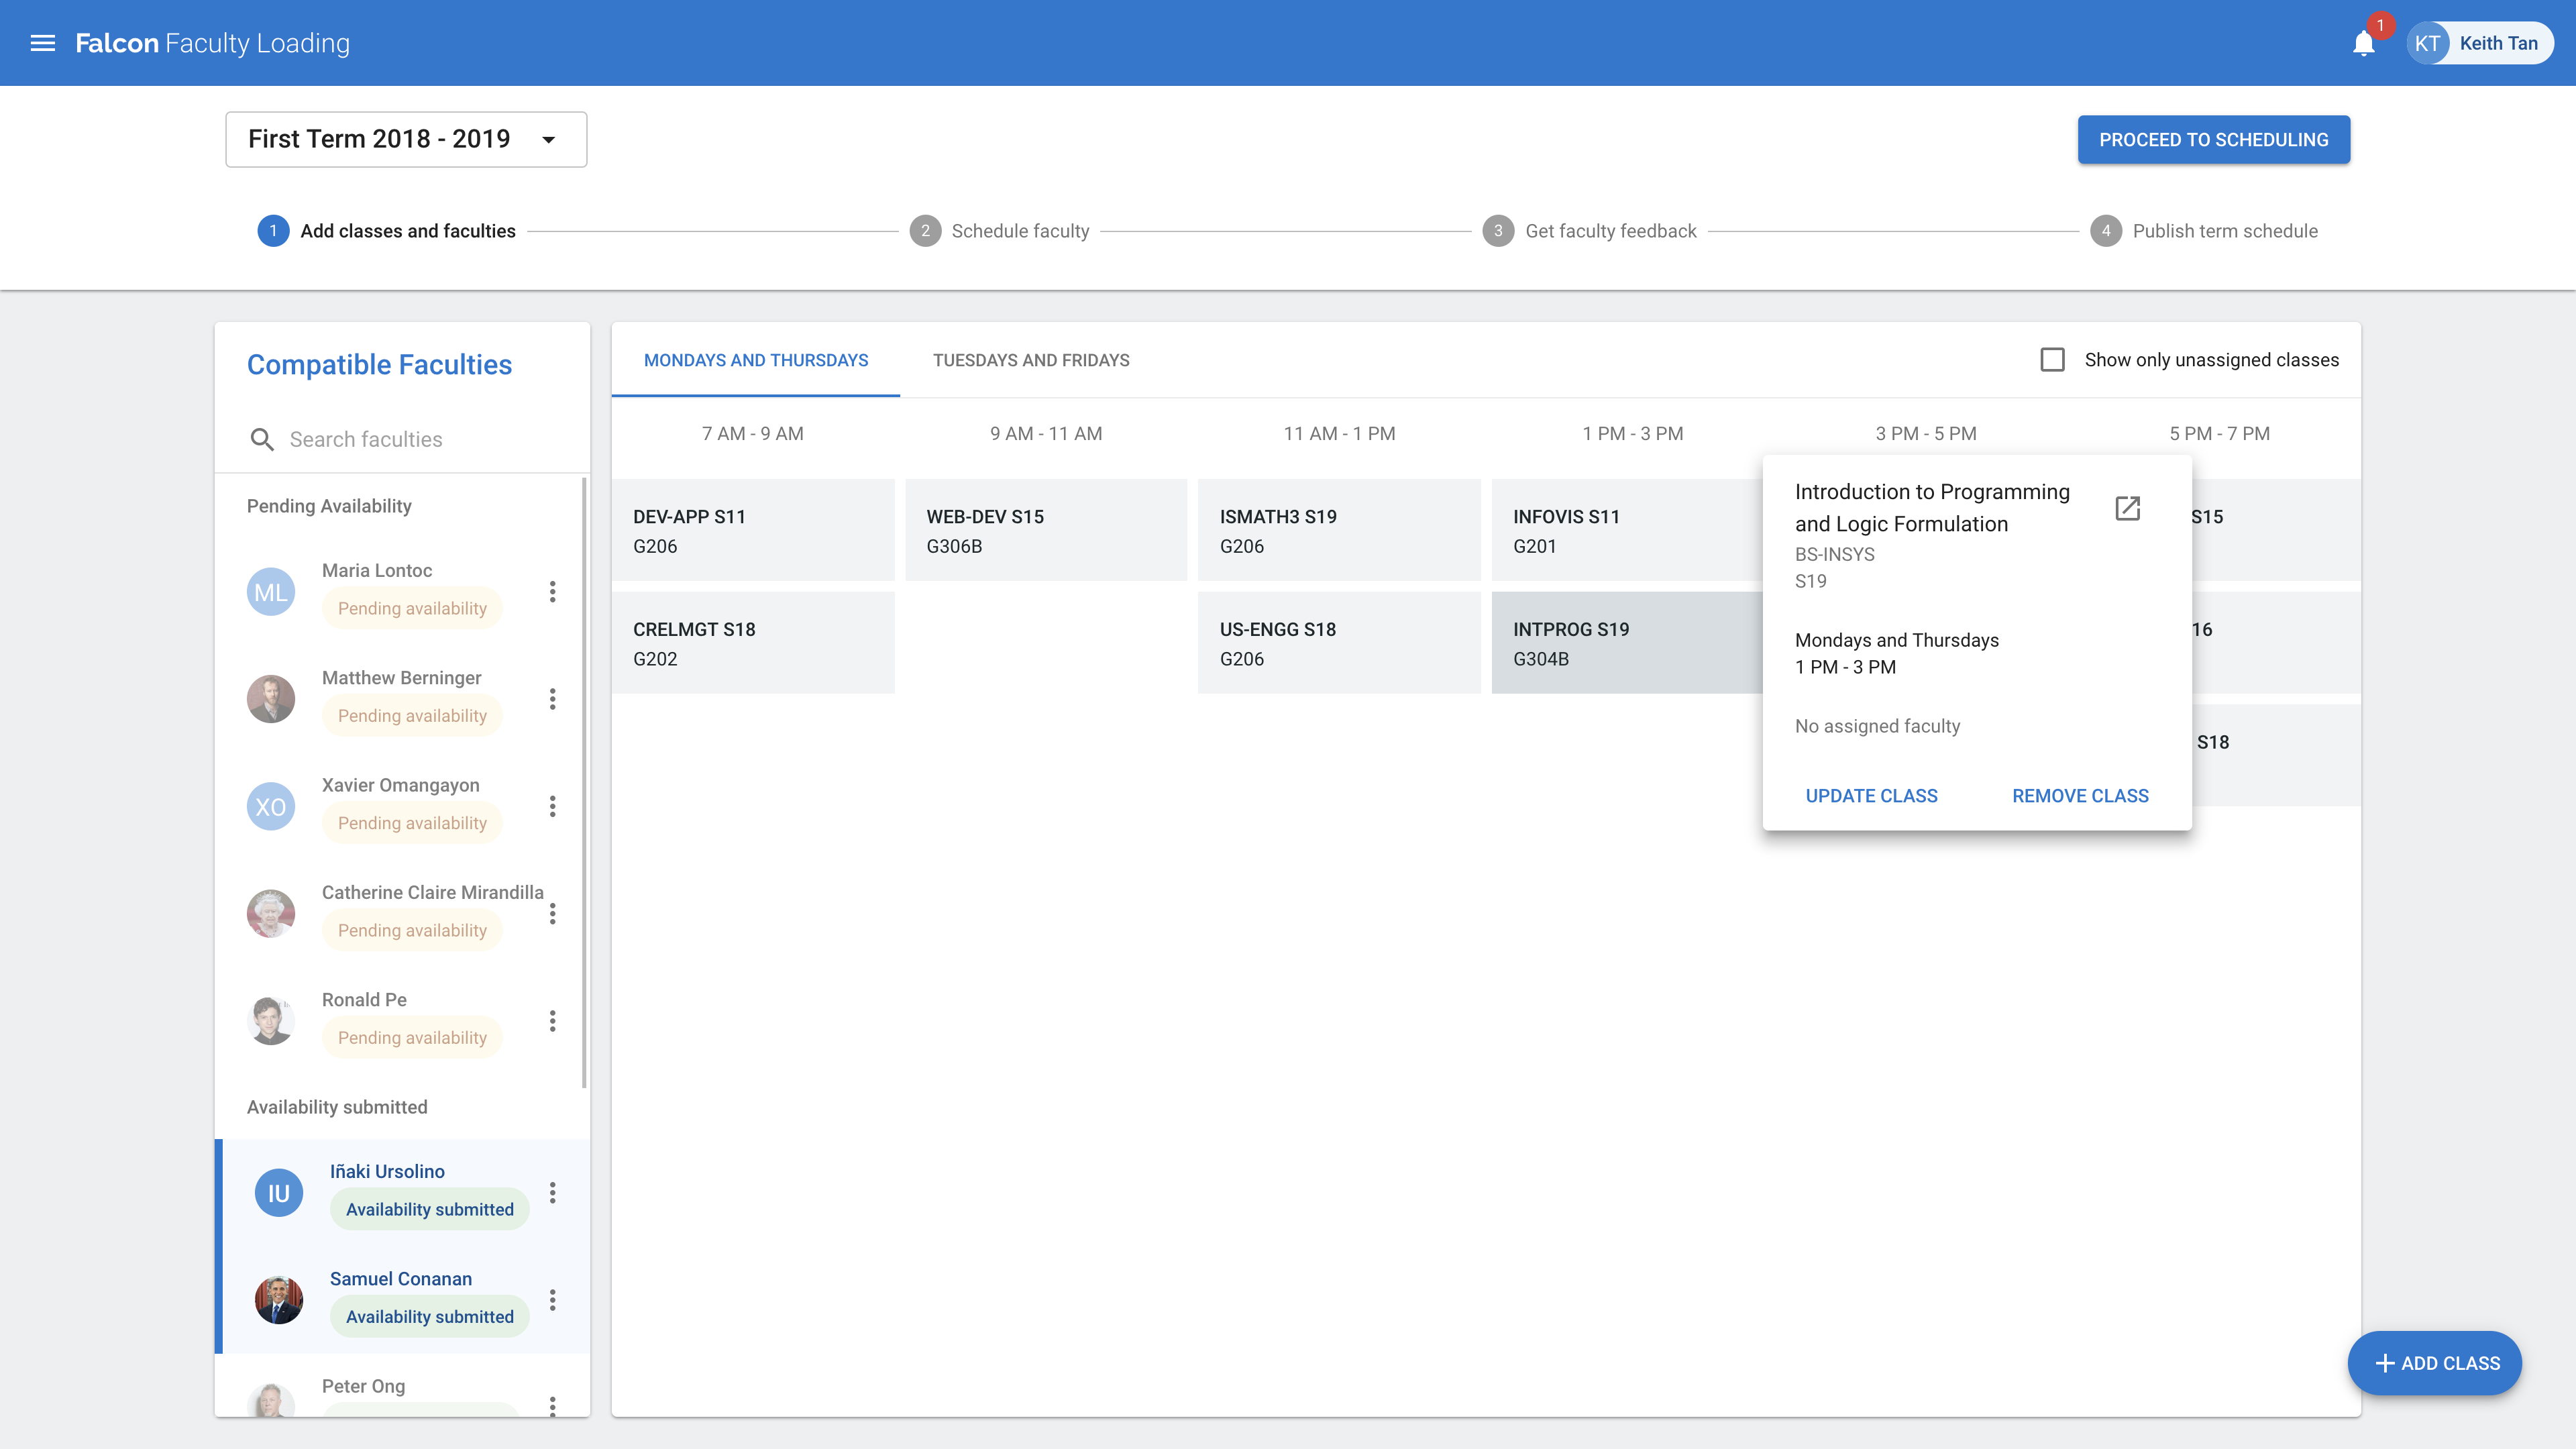 Falcon Faculty Loading
1
KT Keith Tan
First Term 2018 - 2019
PROCEED TO SCHEDULING
1 Add classes and faculties
2 Schedule faculty
3 Get faculty feedback
4 Publish term schedule
Compatible Faculties
Search faculties
Pending Availability
ML
Maria Lontoc
Pending availability
Matthew Berninger
Pending availability
XO
Xavier Omangayon
Pending availability
Catherine Claire Mirandilla
Pending availability
Ronald Pe
Pending availability
Availability submitted
IU
Iñaki Ursolino
Availability submitted
Samuel Conanan
Availability submitted
Peter Ong
MONDAYS AND THURSDAYS
TUESDAYS AND FRIDAYS
Show only unassigned classes
7 AM - 9 AM
9 AM - 11 AM
11 AM - 1 PM
1 PM - 3 PM
3 PM - 5 PM
5 PM - 7 PM
DEV-APP S11
G206
WEB-DEV S15
G306B
ISMATH3 S19
G206
INFOVIS S11
G201
S15
CRELMGT S18
G202
US-ENGG S18
G206
INTPROG S19
G304B
16
S18
Introduction to Programming
and Logic Formulation
BS-INSYS
S19
Mondays and Thursdays
1 PM - 3 PM
No assigned faculty
UPDATE CLASS
REMOVE CLASS
ADD CLASS